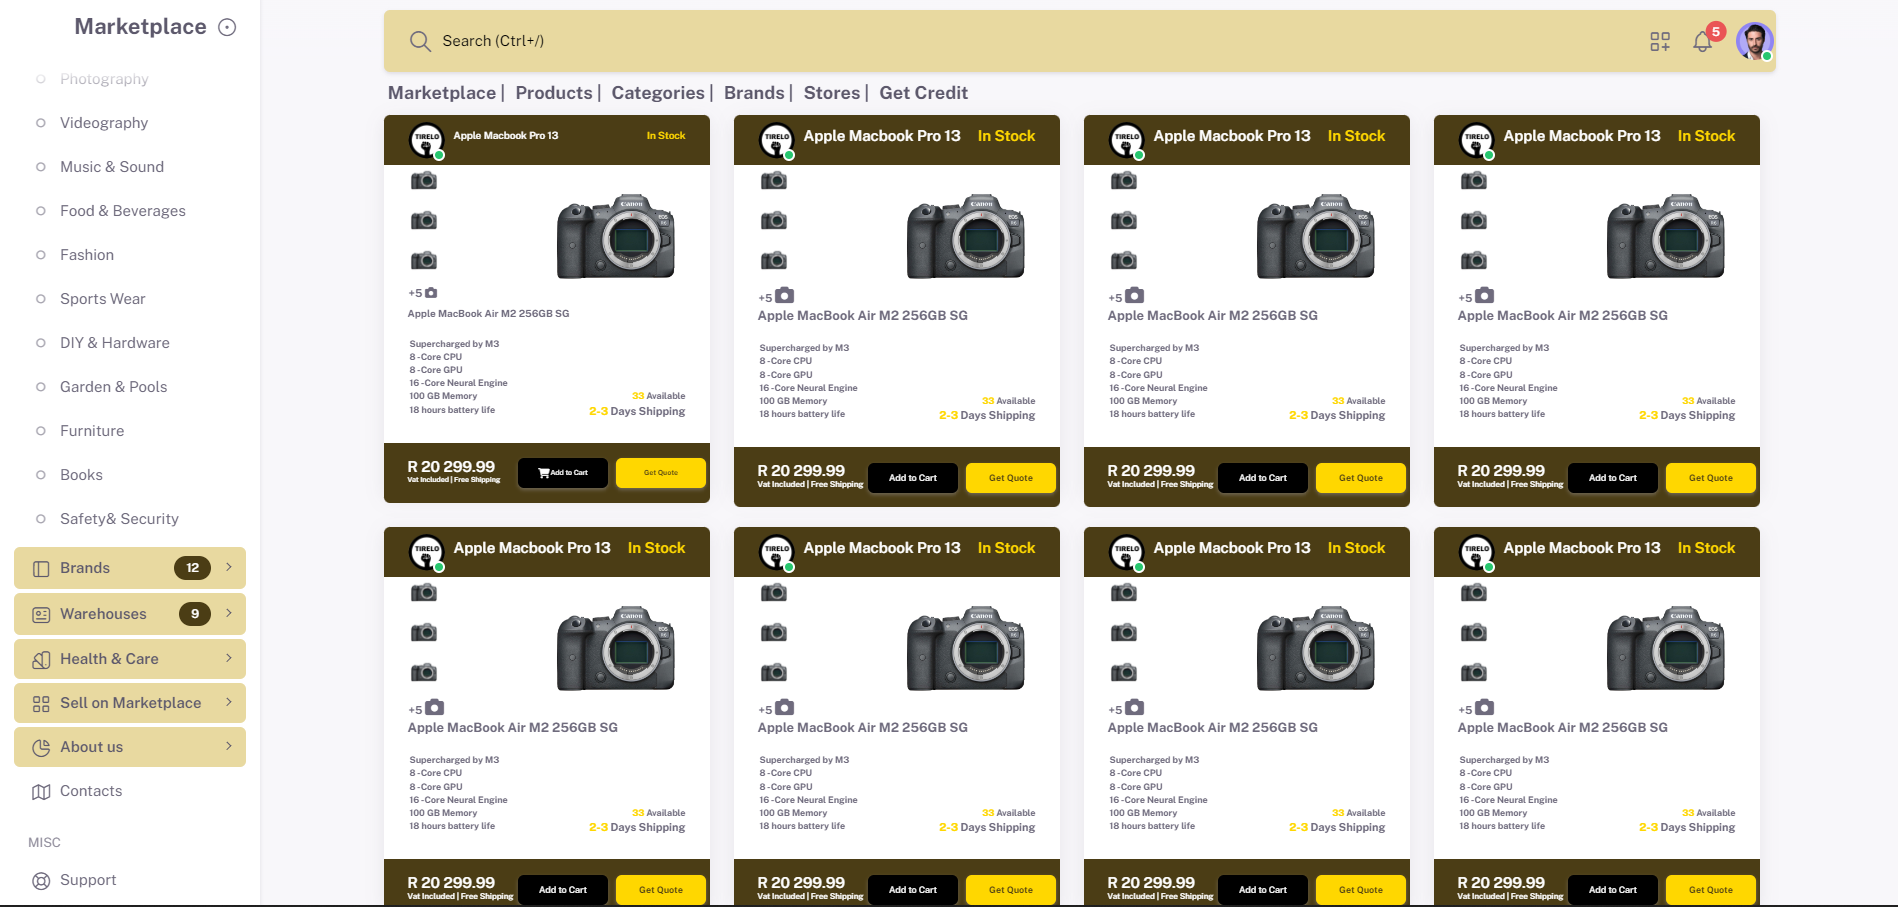 Marketplace
Photography
Videography
Music & Sound
Food & Beverages
Fashion
Sports Wear
DIY & Hardware
Garden & Pools
Furniture
Books
Safety& Security
Brands 12
Warehouses 9
Health & Care
Sell on Marketplace
About us
Contacts
MISC
Support
Search (Ctrl+/)
5
Marketplace | Products | Categories | Brands | Stores | Get Credit
TIRELO Apple Macbook Pro 13 In Stock
Canon
EOS
R6
+5
Apple MacBook Air M2 256GB SG
Supercharged by M3
8 -Core CPU
8 -Core GPU
16 -Core Neural Engine
100 GB Memory
33 Available
18 hours battery life
2-3 Days Shipping
R 20 299.99
Vat Included | Free Shipping
Add to Cart
Get Quote
TIRELO Apple Macbook Pro 13 In Stock
Canon
EOS
R6
+5
Apple MacBook Air M2 256GB SG
Supercharged by M3
8 -Core CPU
8 -Core GPU
16 -Core Neural Engine
100 GB Memory
33 Available
18 hours battery life
2-3 Days Shipping
R 20 299.99
Vat Included | Free Shipping
Add to Cart
Get Quote
TIRELO Apple Macbook Pro 13 In Stock
Canon
EOS
R6
+5
Apple MacBook Air M2 256GB SG
Supercharged by M3
8 -Core CPU
8 -Core GPU
16 -Core Neural Engine
100 GB Memory
33 Available
18 hours battery life
2-3 Days Shipping
R 20 299.99
Vat Included | Free Shipping
Add to Cart
Get Quote
TIRELO Apple Macbook Pro 13 In Stock
Canon
EOS
R6
+5
Apple MacBook Air M2 256GB SG
Supercharged by M3
8 -Core CPU
8 -Core GPU
16 -Core Neural Engine
100 GB Memory
33 Available
18 hours battery life
2-3 Days Shipping
R 20 299.99
Vat Included | Free Shipping
Add to Cart
Get Quote
TIRELO Apple Macbook Pro 13 In Stock
Canon
EOS
R6
+5
Apple MacBook Air M2 256GB SG
Supercharged by M3
8 -Core CPU
8 -Core GPU
16 -Core Neural Engine
100 GB Memory
33 Available
18 hours battery life
2-3 Days Shipping
R 20 299.99
Vat Included | Free Shipping
Add to Cart
Get Quote
TIRELO Apple Macbook Pro 13 In Stock
Canon
EOS
R6
+5
Apple MacBook Air M2 256GB SG
Supercharged by M3
8 -Core CPU
8 -Core GPU
16 -Core Neural Engine
100 GB Memory
33 Available
18 hours battery life
2-3 Days Shipping
R 20 299.99
Vat Included | Free Shipping
Add to Cart
Get Quote
TIRELO Apple Macbook Pro 13 In Stock
Canon
EOS
R6
+5
Apple MacBook Air M2 256GB SG
Supercharged by M3
8 -Core CPU
8 -Core GPU
16 -Core Neural Engine
100 GB Memory
33 Available
18 hours battery life
2-3 Days Shipping
R 20 299.99
Vat Included | Free Shipping
Add to Cart
Get Quote
TIRELO Apple Macbook Pro 13 In Stock
Canon
EOS
R6
+5
Apple MacBook Air M2 256GB SG
Supercharged by M3
8 -Core CPU
8 -Core GPU
16 -Core Neural Engine
100 GB Memory
33 Available
18 hours battery life
2-3 Days Shipping
R 20 299.99
Vat Included | Free Shipping
Add to Cart
Get Quote